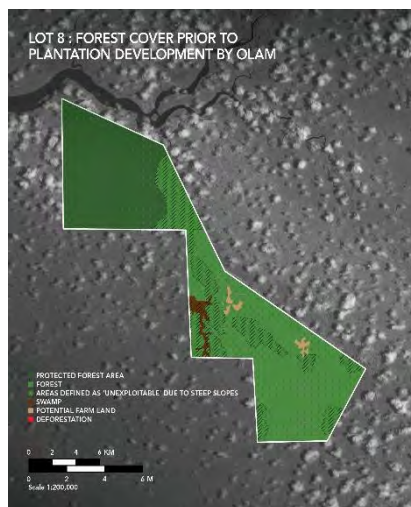 LOT 8 : FOREST COVER PRIOR TO
PLANTATION DEVELOPMENT BY OLAM
PROTECTED FOREST AREA
FOREST
AREAS DEFINED AS 'UNEXPLOITABLE' DUE TO STEEP SLOPES
SWAMP
POTENTIAL FARM LAND
DEFORESTATION
0 2 4 6 KM
0 2 4 6 M
Scale 1:200,000